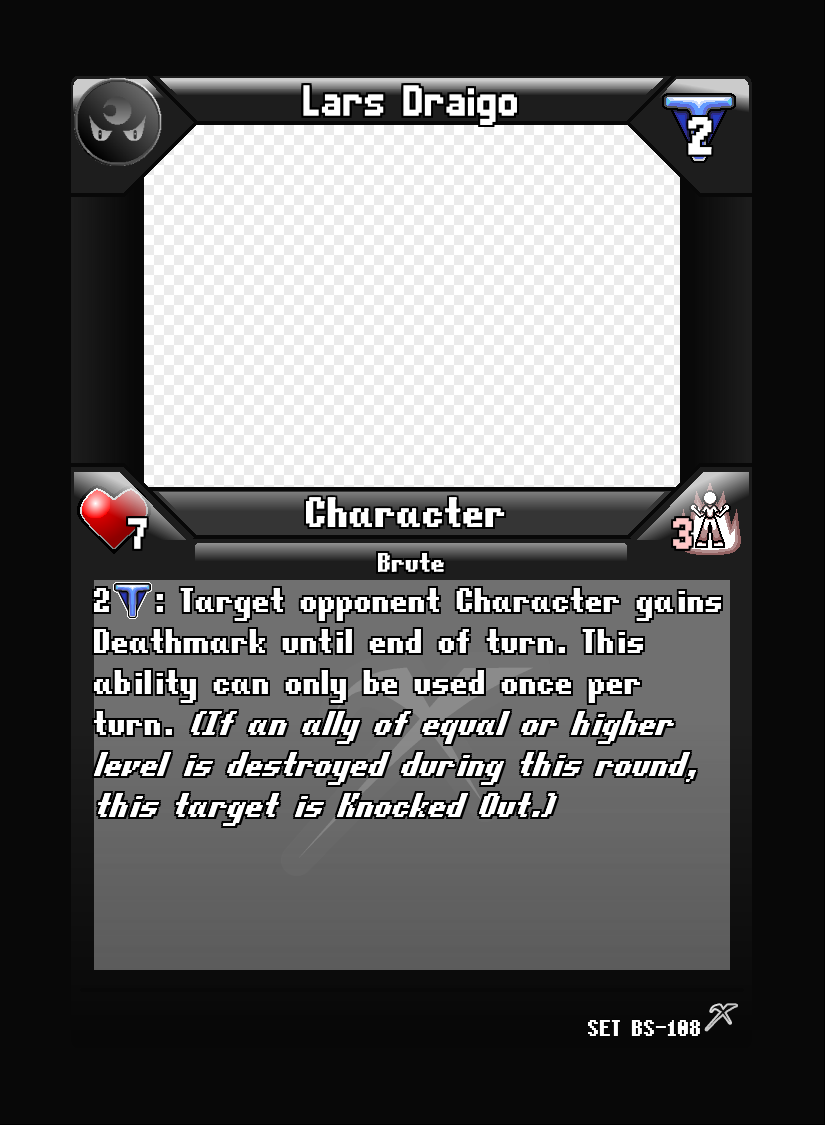 Lars Draigo
2
7
Character
3
Brute
2T: Target opponent Character gains
Deathmark until end of turn. This
ability can only be used once per
turn. (If an ally of equal or higher
level is destroyed during this round,
this target is Knocked Out.)
SET BS-108